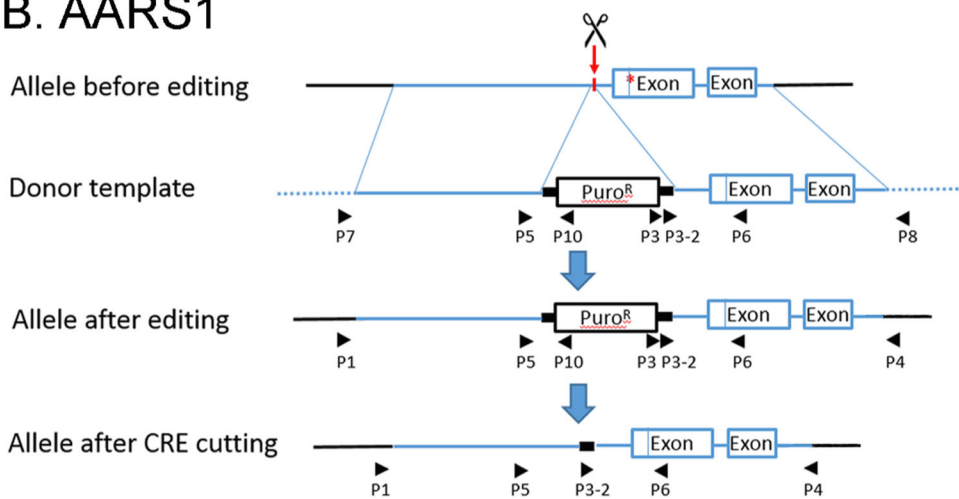 B. AARS1
Allele before editing
*Exon Exon
Donor template
Puroᴿ Exon Exon
P7 P5 P10 P3 P3-2 P6 P8
Allele after editing
Puroᴿ Exon Exon
P1 P5 P10 P3 P3-2 P6 P4
Allele after CRE cutting
Exon Exon
P1 P5 P3-2 P6 P4